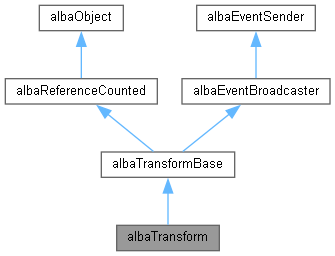 albaObject
albaEventSender
albaReferenceCounted
albaEventBroadcaster
albaTransformBase
albaTransform